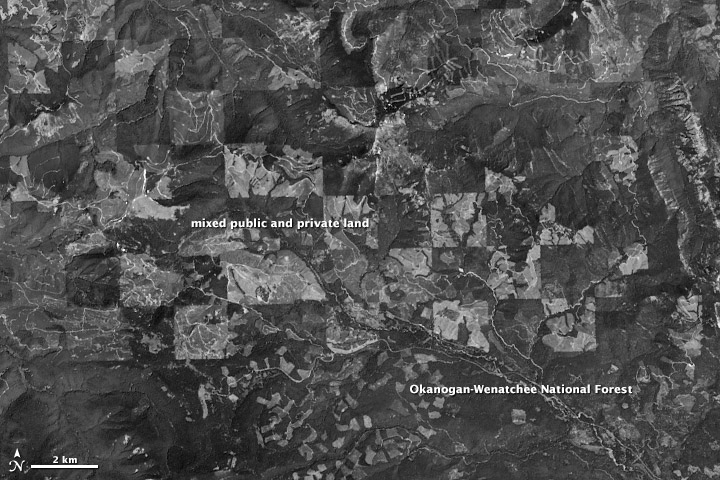 mixed public and private land
Okanogan-Wenatchee National Forest
2 km
N